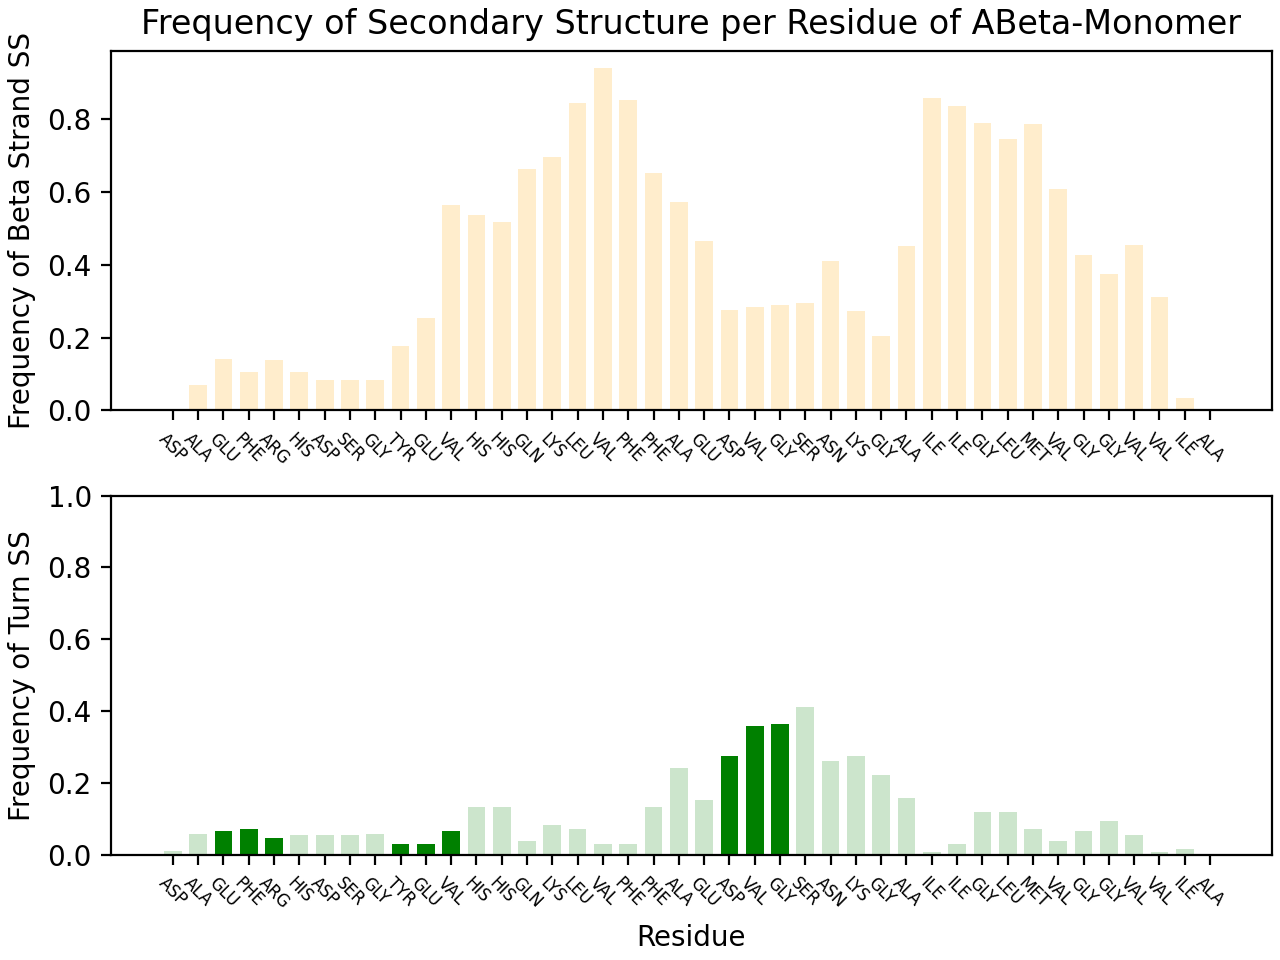 Frequency of Secondary Structure per Residue of ABeta-Monomer
Frequency of Beta Strand SS
0.8
0.6
0.4
0.2
0.0
ASP ALA GLU PHE ARG HIS ASP SER GLY TYR GLU VAL HIS HIS GLN LYS LEU VAL PHE PHE ALA GLU ASP VAL GLY SER ASN LYS GLY ALA ILE ILE GLY LEU MET VAL GLY GLY VAL VAL ILE ALA
Frequency of Turn SS
1.0
0.8
0.6
0.4
0.2
0.0
ASP ALA GLU PHE ARG HIS ASP SER GLY TYR GLU VAL HIS HIS GLN LYS LEU VAL PHE PHE ALA GLU ASP VAL GLY SER ASN LYS GLY ALA ILE ILE GLY LEU MET VAL GLY GLY VAL VAL ILE ALA
Residue